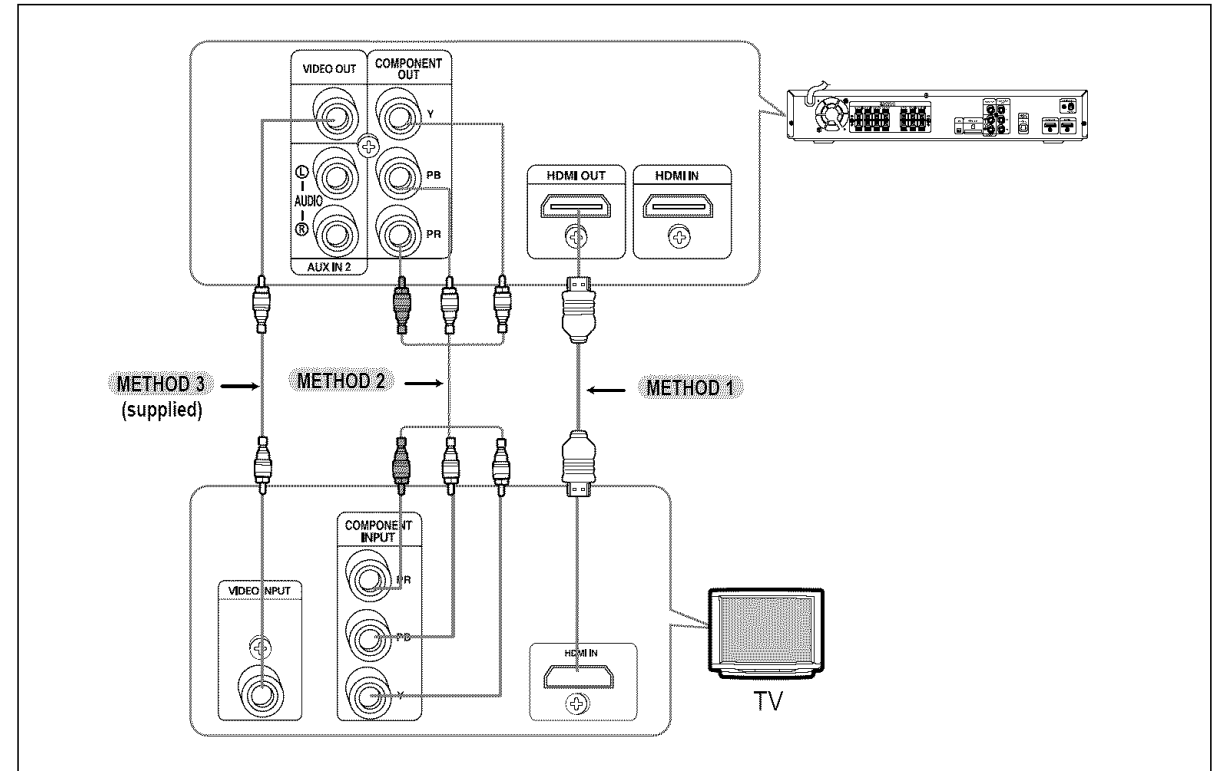 VIDEO OUT
COMPONENT
OUT
Y
PB
PR
L
AUDIO
R
AUX IN 2
HDMI OUT
HDMI IN
METHOD 3
(supplied)
METHOD 2
METHOD 1
COMPONENT
INPUT
PR
PB
Y
VIDEO INPUT
HDMI IN
TV